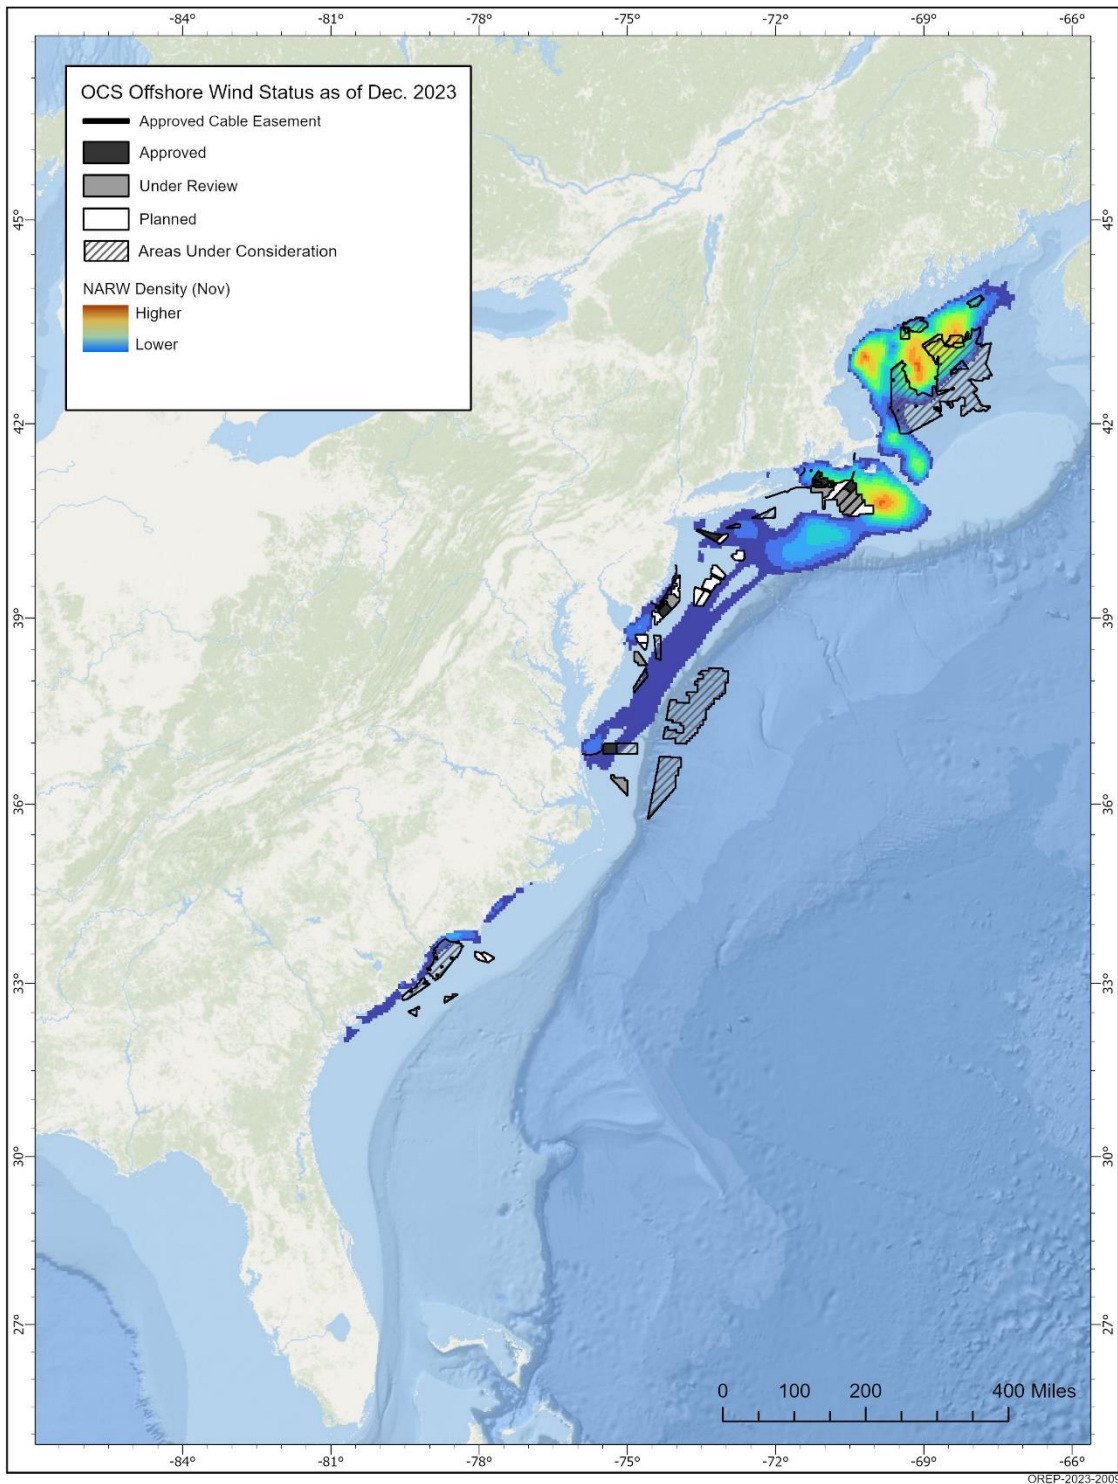 -84° -81° -78° -75° -72° -69° -66°
OCS Offshore Wind Status as of Dec. 2023
Approved Cable Easement
Approved
Under Review
Planned
Areas Under Consideration
NARW Density (Nov)
Higher
Lower
45° 45°
42° 42°
39° 39°
36° 36°
33° 33°
30° 30°
27° 27°
0 100 200 400 Miles
-84° -81° -78° -75° -72° -69° -66°